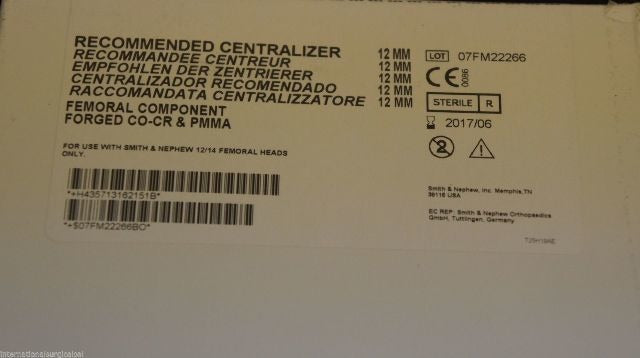 RECOMMENDED CENTRALIZER 12 MM
RECOMMANDEE CENTREUR 12 MM
EMPFOHLEN DER ZENTRIERER 12 MM
CENTRALIZADOR RECOMENDADO 12 MM
RACCOMANDATA CENTRALIZZATORE 12 MM
FEMORAL COMPONENT
FORGED CO-CR & PMMA
FOR USE WITH SMITH & NEPHEW 12/14 FEMORAL HEADS
ONLY.
*+H435713162151B*
*+$07FM22266BO*
LOT 07FM22266
CE 0086
STERILE R
2017/06
2
Smith & Nephew, Inc. Memphis,TN
38116 USA
EC REP: Smith & Nephew Orthopaedics
GmbH, Tuttlingen, Germany